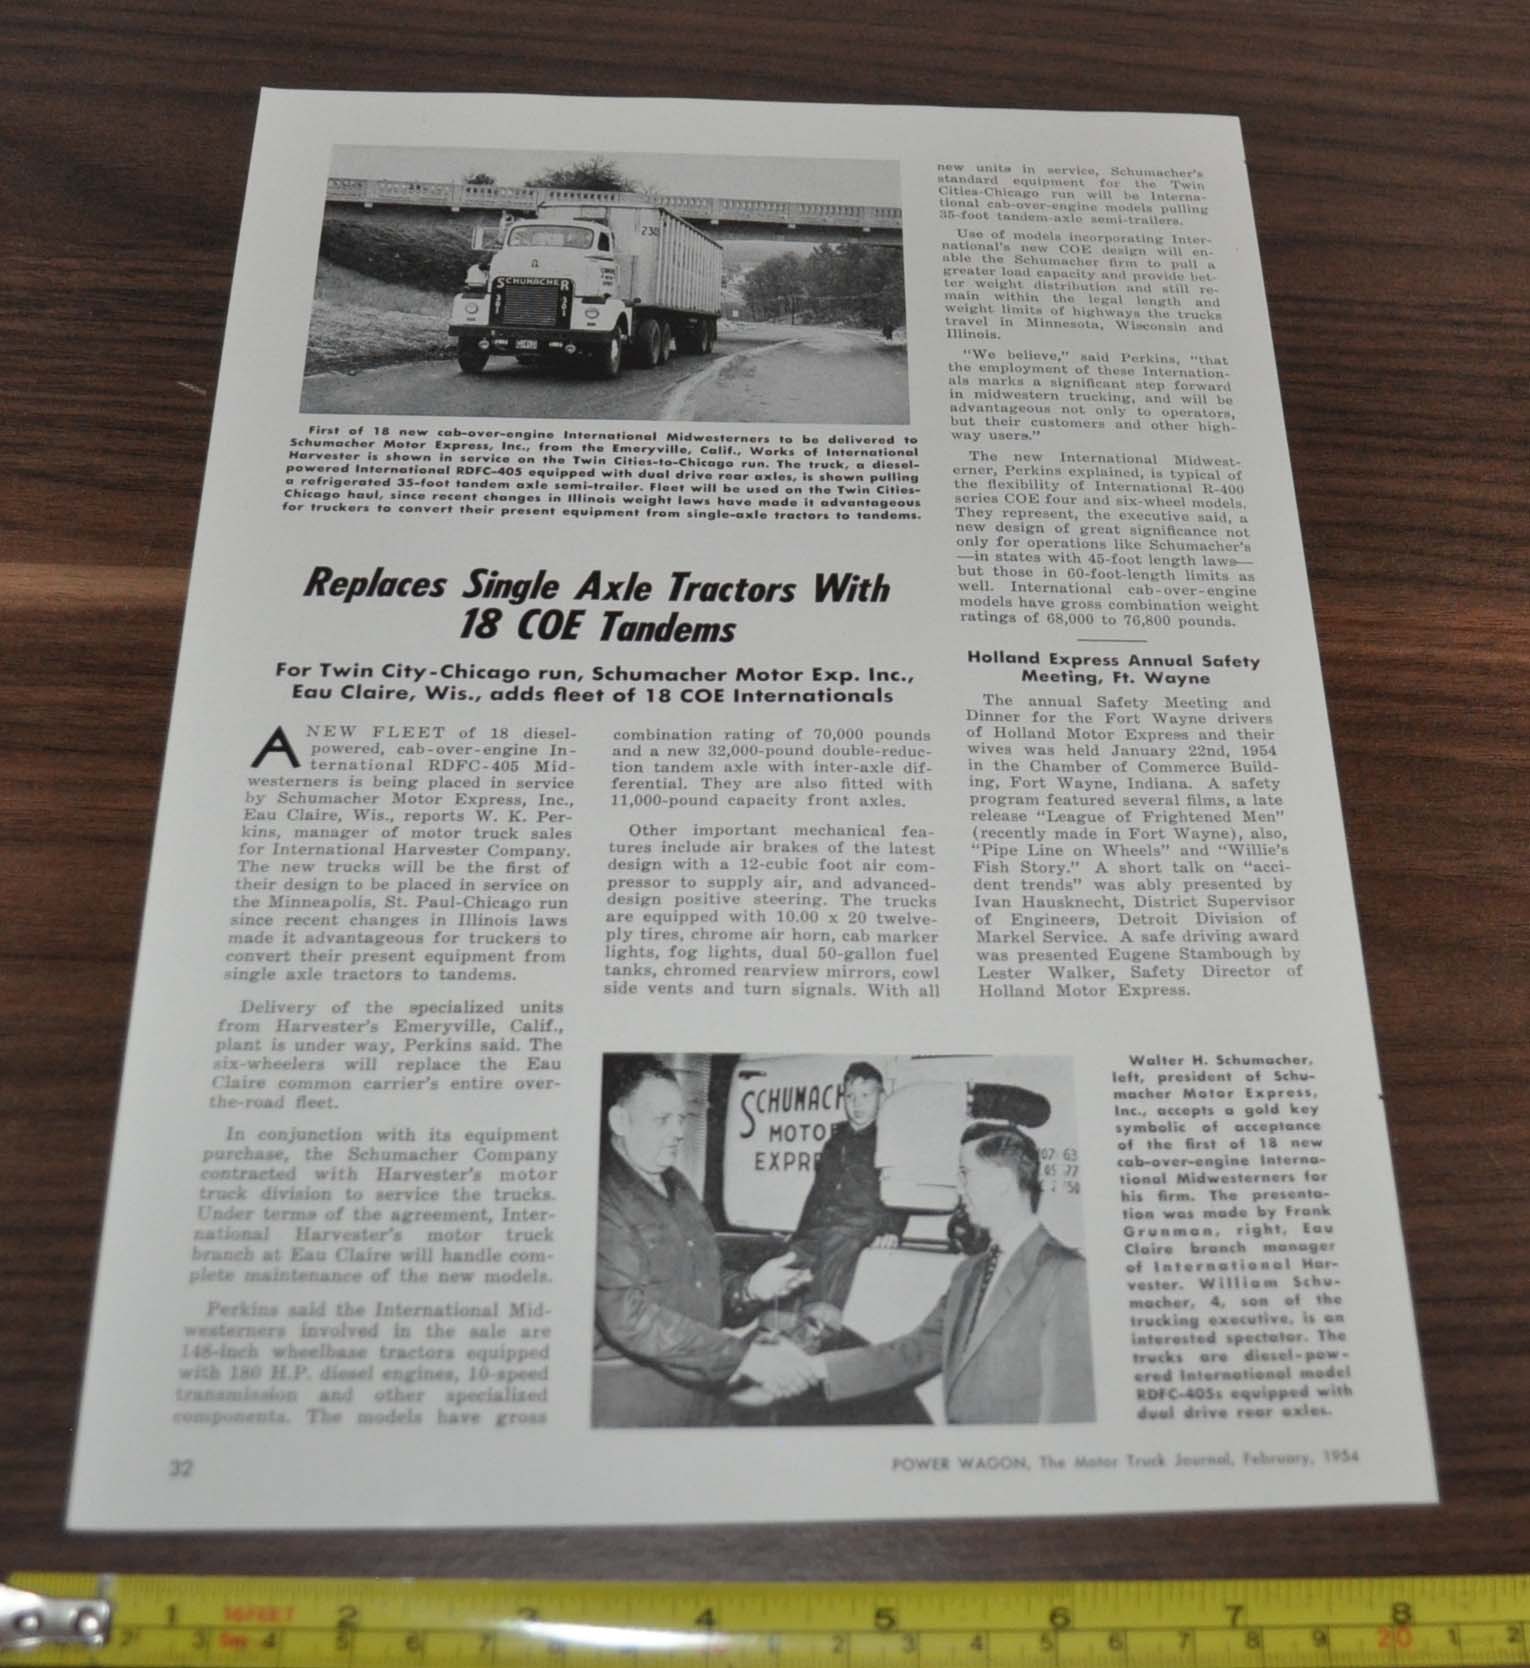 SCHUMACHER
301
301
230
First of 18 new cab-over-engine International Midwesterners to be delivered to
Schumacher Motor Express, Inc., from the Emeryville, Calif., Works of International
Harvester is shown in service on the Twin Cities-to-Chicago run. The truck, a diesel-
powered International RDFC-405 equipped with dual drive rear axles, is shown pulling
a refrigerated 35-foot tandem axle semi-trailer. Fleet will be used on the Twin Cities-
Chicago haul, since recent changes in Illinois weight laws have made it advantageous
for truckers to convert their present equipment from single-axle tractors to tandems.
Replaces Single Axle Tractors With
18 COE Tandems
For Twin City-Chicago run, Schumacher Motor Exp. Inc.,
Eau Claire, Wis., adds fleet of 18 COE Internationals
A NEW FLEET of 18 diesel-
powered, cab-over-engine In-
ternational RDFC-405 Mid-
westerners is being placed in service
by Schumacher Motor Express, Inc.,
Eau Claire, Wis., reports W. K. Per-
kins, manager of motor truck sales
for International Harvester Company.
The new trucks will be the first of
their design to be placed in service on
the Minneapolis, St. Paul-Chicago run
since recent changes in Illinois laws
made it advantageous for truckers to
convert their present equipment from
single axle tractors to tandems.
Delivery of the specialized units
from Harvester's Emeryville, Calif.,
plant is under way, Perkins said. The
six-wheelers will replace the Eau
Claire common carrier's entire over-
the-road fleet.
In conjunction with its equipment
purchase, the Schumacher Company
contracted with Harvester's motor
truck division to service the trucks.
Under terms of the agreement, Inter-
national Harvester's motor truck
branch at Eau Claire will handle com-
plete maintenance of the new models.
Perkins said the International Mid-
westerners involved in the sale are
148-inch wheelbase tractors equipped
with 180 H.P. diesel engines, 10-speed
transmission and other specialized
components. The models have gross
combination rating of 70,000 pounds
and a new 32,000-pound double-reduc-
tion tandem axle with inter-axle dif-
ferential. They are also fitted with
11,000-pound capacity front axles.
Other important mechanical fea-
tures include air brakes of the latest
design with a 12-cubic foot air com-
pressor to supply air, and advanced-
design positive steering. The trucks
are equipped with 10.00 x 20 twelve-
ply tires, chrome air horn, cab marker
lights, fog lights, dual 50-gallon fuel
tanks, chromed rearview mirrors, cowl
side vents and turn signals. With all
new units in service, Schumacher's
standard equipment for the Twin
Cities-Chicago run will be Interna-
tional cab-over-engine models pulling
35-foot tandem-axle semi-trailers.
Use of models incorporating Inter-
national's new COE design will en-
able the Schumacher firm to pull a
greater load capacity and provide bet-
ter weight distribution and still re-
main within the legal length and
weight limits of highways the trucks
travel in Minnesota, Wisconsin and
Illinois.
"We believe," said Perkins, "that
the employment of these Internation-
als marks a significant step forward
in midwestern trucking, and will be
advantageous not only to operators,
but their customers and other high-
way users."
The new International Midwest-
erner, Perkins explained, is typical of
the flexibility of International R-400
series COE four and six-wheel models.
They represent, the executive said, a
new design of great significance not
only for operations like Schumacher's
—in states with 45-foot length laws—
but those in 60-foot-length limits as
well. International cab-over-engine
models have gross combination weight
ratings of 68,000 to 76,800 pounds.
Holland Express Annual Safety
Meeting, Ft. Wayne
The annual Safety Meeting and
Dinner for the Fort Wayne drivers
of Holland Motor Express and their
wives was held January 22nd, 1954
in the Chamber of Commerce Build-
ing, Fort Wayne, Indiana. A safety
program featured several films, a late
release "League of Frightened Men"
(recently made in Fort Wayne), also,
"Pipe Line on Wheels" and "Willie's
Fish Story." A short talk on "acci-
dent trends" was ably presented by
Ivan Hausknecht, District Supervisor
of Engineers, Detroit Division of
Markel Service. A safe driving award
was presented Eugene Stambough by
Lester Walker, Safety Director of
Holland Motor Express.
SCHUMACH
MOTO
EXPR
07 63
05 77
50
Walter H. Schumacher,
left, president of Schu-
macher Motor Express,
Inc., accepts a gold key
symbolic of acceptance
of the first of 18 new
cab-over-engine Interna-
tional Midwesterners for
his firm. The presenta-
tion was made by Frank
Grunman, right, Eau
Claire branch manager
of International Har-
vester. William Schu-
macher, 4, son of the
trucking executive, is an
interested spectator. The
trucks are diesel-pow-
ered International model
RDFC-405s equipped with
dual drive rear axles.
32
POWER WAGON, The Motor Truck Journal, February, 1954
1 16FEET 2 3 4 5 6 7 8
2 3 5m 4 5 6 7 2 3 4 5 6 7 8 9 20 1 2